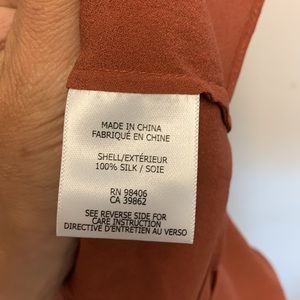 MADE IN CHINA
FABRIQUÉ EN CHINE
SHELL/EXTÉRIEUR
100% SILK / SOIE
RN 98406
CA 39862
SEE REVERSE SIDE FOR
CARE INSTRUCTION
DIRECTIVE D'ENTRETIEN AU VERSO